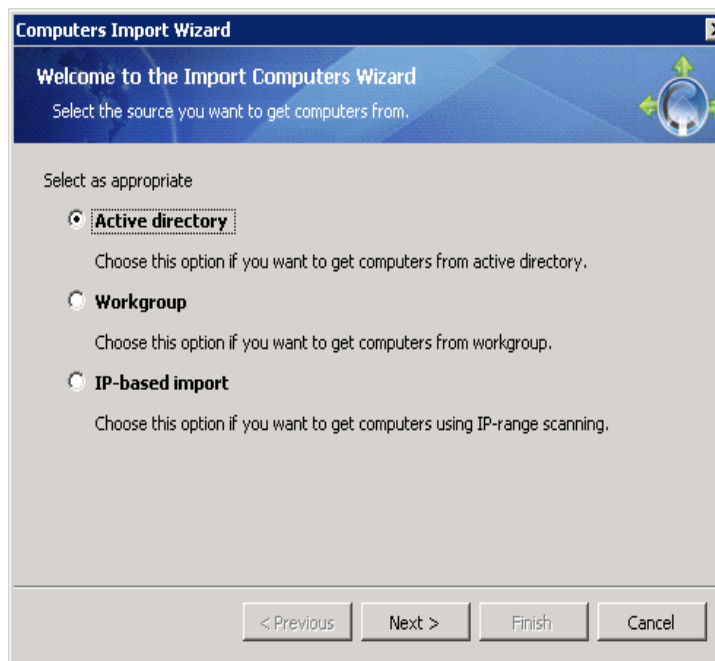 Computers Import Wizard
Welcome to the Import Computers Wizard
Select the source you want to get computers from.
Select as appropriate
Active directory
Choose this option if you want to get computers from active directory.
Workgroup
Choose this option if you want to get computers from workgroup.
IP-based import
Choose this option if you want to get computers using IP-range scanning.
< Previous Next > Finish Cancel